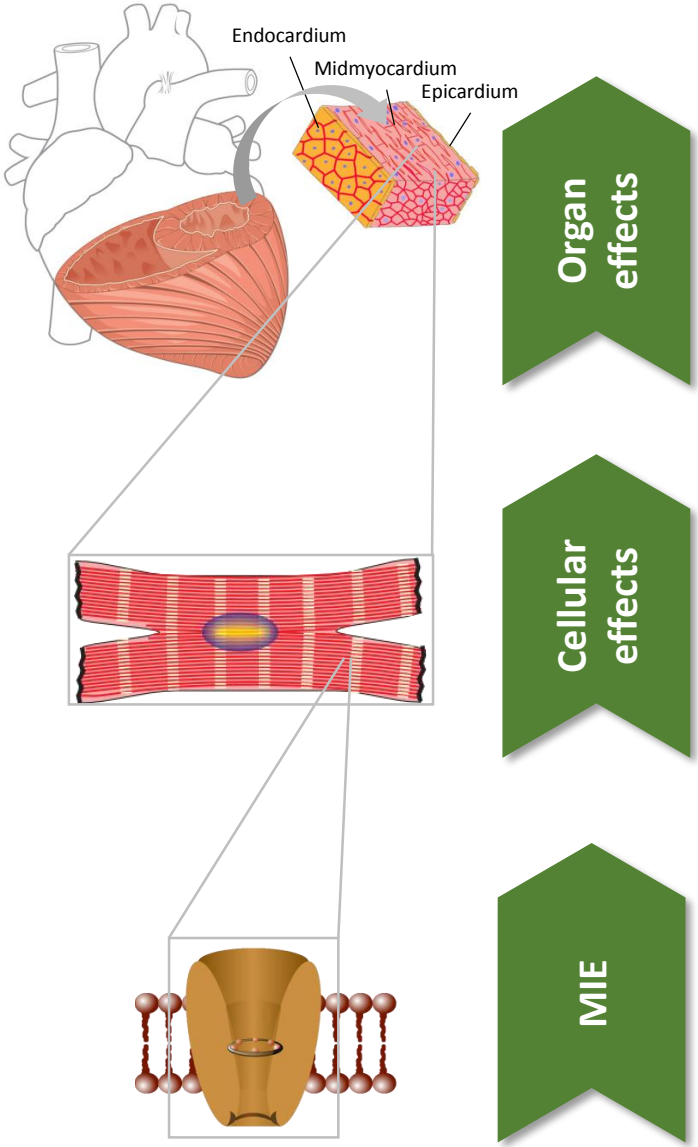 Endocardium
Midmyocardium
Epicardium
Organ
effects
Cellular
effects
MIE